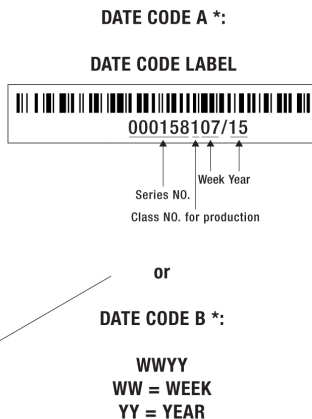 DATE CODE A *:
DATE CODE LABEL
000158107/15
Week Year
Series NO.
Class NO. for production
or
DATE CODE B *:
WWYY
WW = WEEK
YY = YEAR